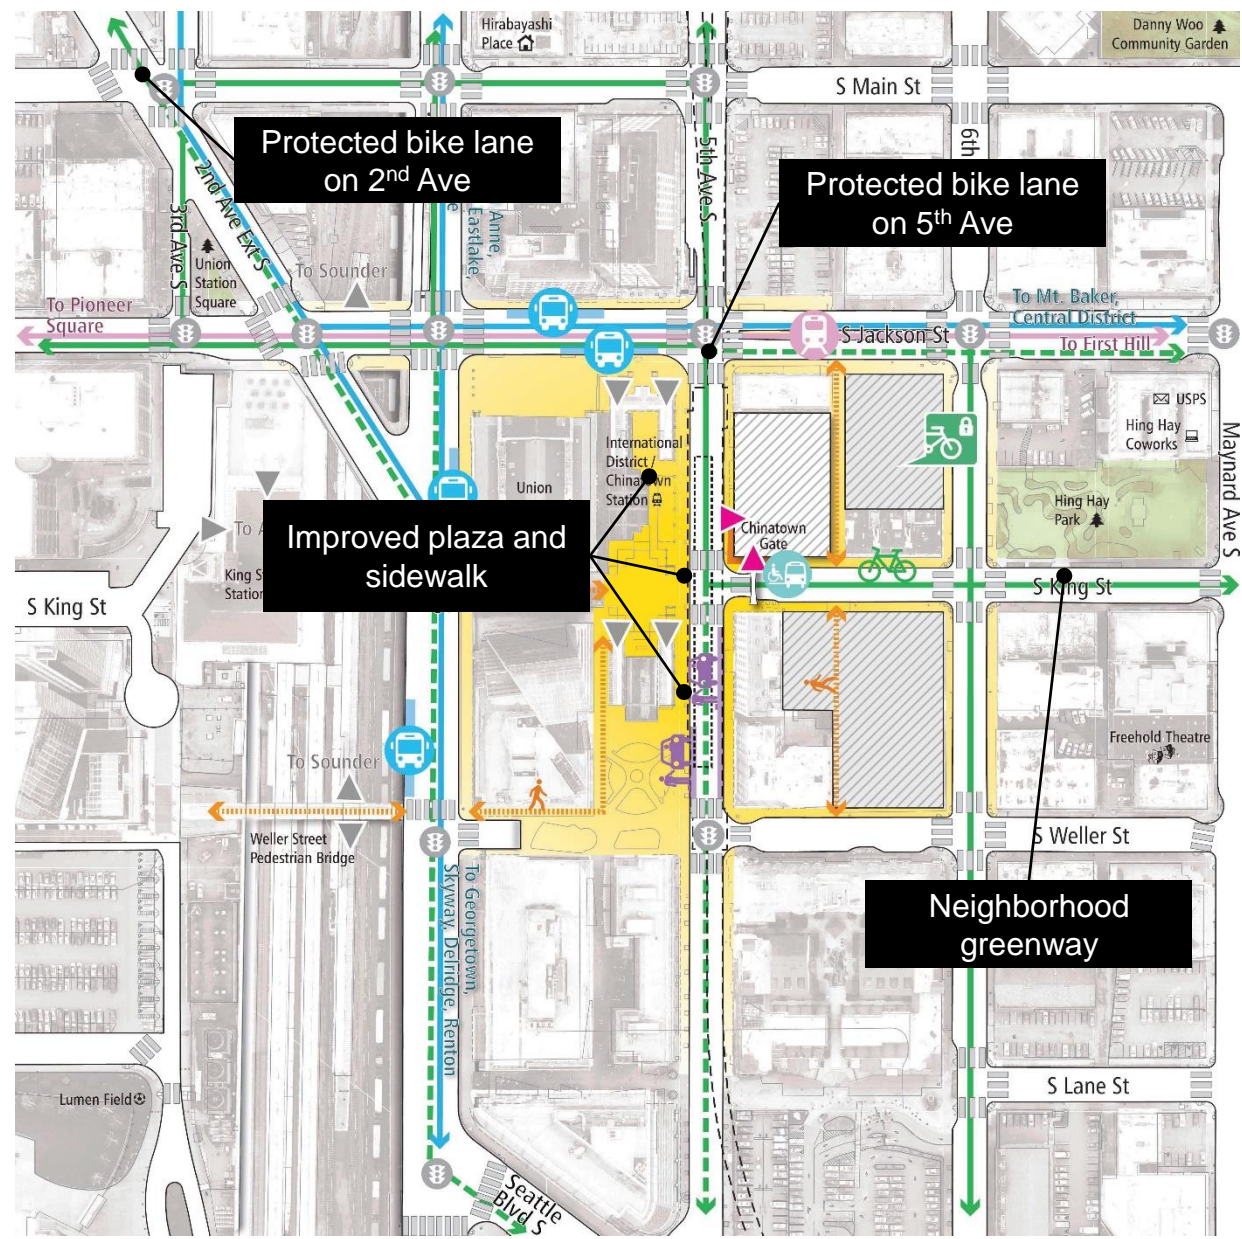 Hirabayashi
Place
Danny Woo
Community Garden
S Main St
6th
5th Ave S
Protected bike lane
on 2nd Ave
Protected bike lane
on 5th Ave
2nd Ave Ext S
3rd Ave S
Anne,
Eastlake
Union
Station
Square
To Sounder
To Pioneer
Square
To Mt. Baker,
Central District
S Jackson St
To First Hill
USPS
Hing Hay
Coworks
Maynard Ave S
International
District /
Chinatown
Station
Union
Hing Hay
Park
Chinatown
Gate
Improved plaza and
sidewalk
King St
Station
S King St
S King St
Freehold Theatre
To Sounder
Weller Street
Pedestrian Bridge
S Weller St
To Georgetown,
Skyway, Delridge, Renton
Neighborhood
greenway
S Lane St
Lumen Field
Seattle
Blvd S